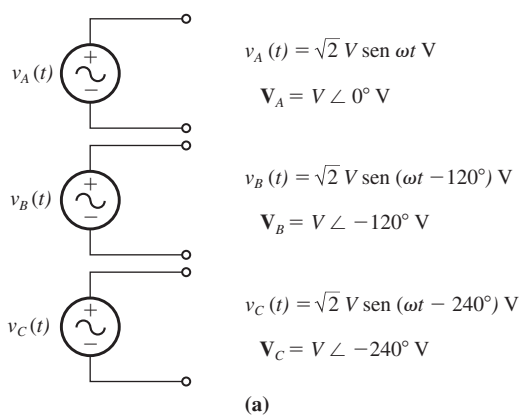 v_A (t) = √2 V sen ωt V
+
v_A (t)
−
V_A = V ∠ 0° V
v_B (t) = √2 V sen (ωt −120°) V
+
v_B (t)
−
V_B = V ∠ −120° V
v_C (t) = √2 V sen (ωt − 240°) V
+
v_C (t)
−
V_C = V ∠ −240° V
(a)